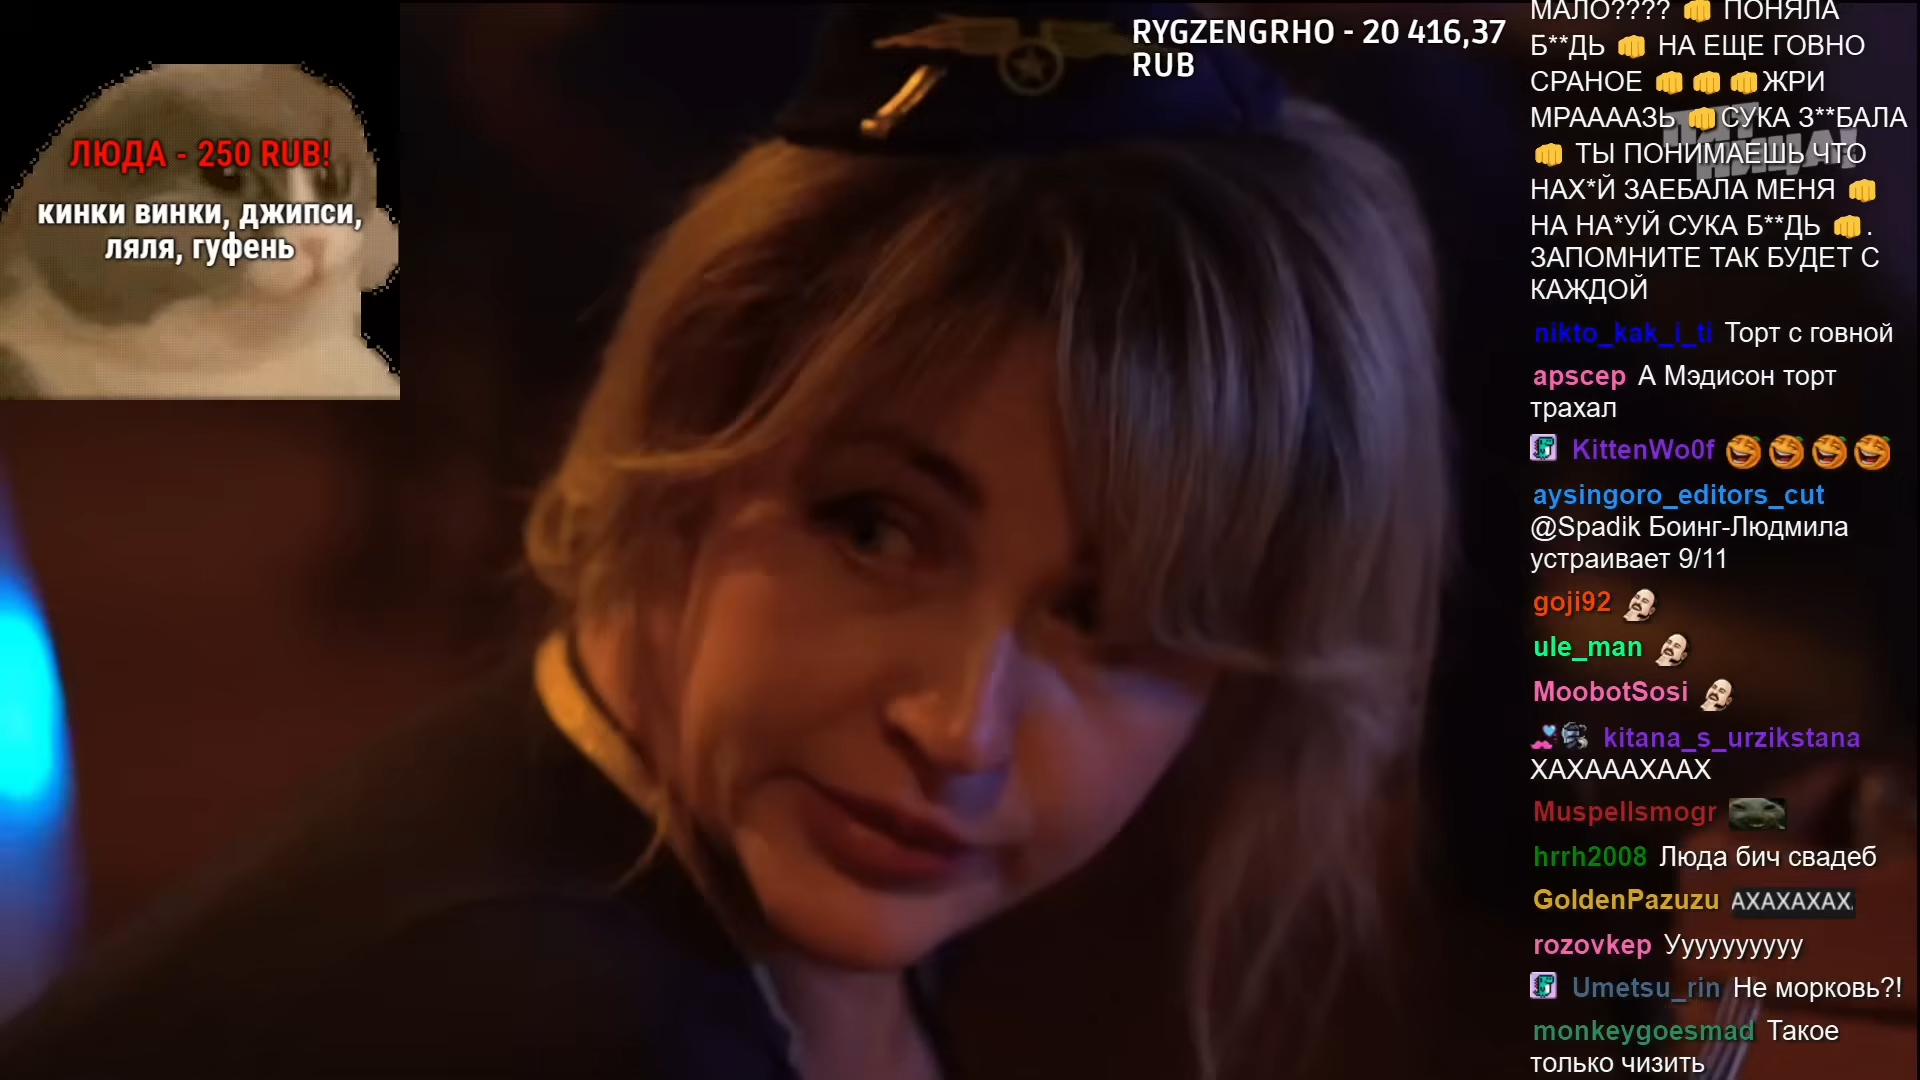 ЛЮДА - 250 RUB!
кинки винки, джипси,
ляля, гуфень
RYGZENGRHO - 20 416,37
RUB
МАЛО???? 👊 ПОНЯЛА
Б**ДЬ 👊 НА ЕЩЕ ГОВНО
СРАНОЕ 👊 👊 👊ЖРИ
МРААААЗЬ 👊СУКА З**БАЛА
👊 ТЫ ПОНИМАЕШЬ ЧТО
НАХ*Й ЗАЕБАЛА МЕНЯ 👊
НА НА*УЙ СУКА Б**ДЬ 👊.
ЗАПОМНИТЕ ТАК БУДЕТ С
КАЖДОЙ
ПЯТНИЦА!
nikto_kak_i_ti Торт с говной
apscep А Мэдисон торт
трахал
KittenWo0f
aysingoro_editors_cut
@Spadik Боинг-Людмила
устраивает 9/11
goji92
ule_man
MoobotSosi
kitana_s_urzikstana
ХАХАААХААХ
Muspellsmogr
hrrh2008 Люда бич свадеб
GoldenPazuzu АХАХАХАХ
rozovkep Ууууууууууу
Umetsu_rin Не морковь?!
monkeygoesmad Такое
только чизить